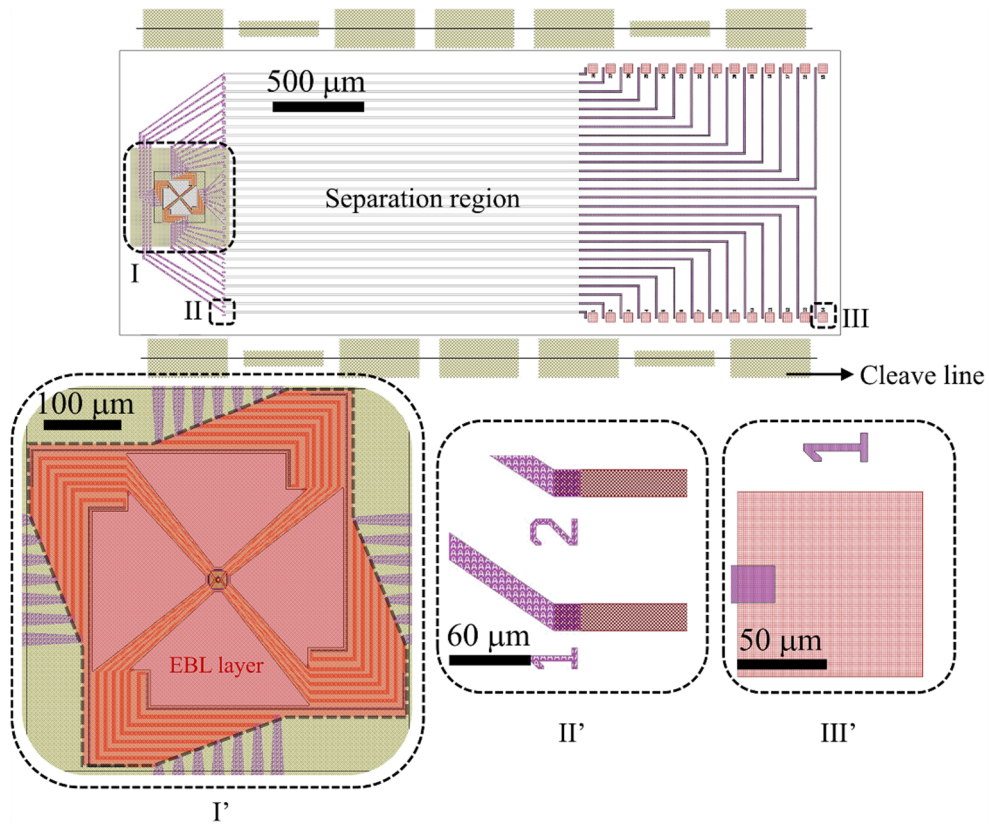 500 μm
Separation region
I
II
III
Cleave line
100 μm
EBL layer
I’
2
60 μm
1
II’
1
50 μm
III’